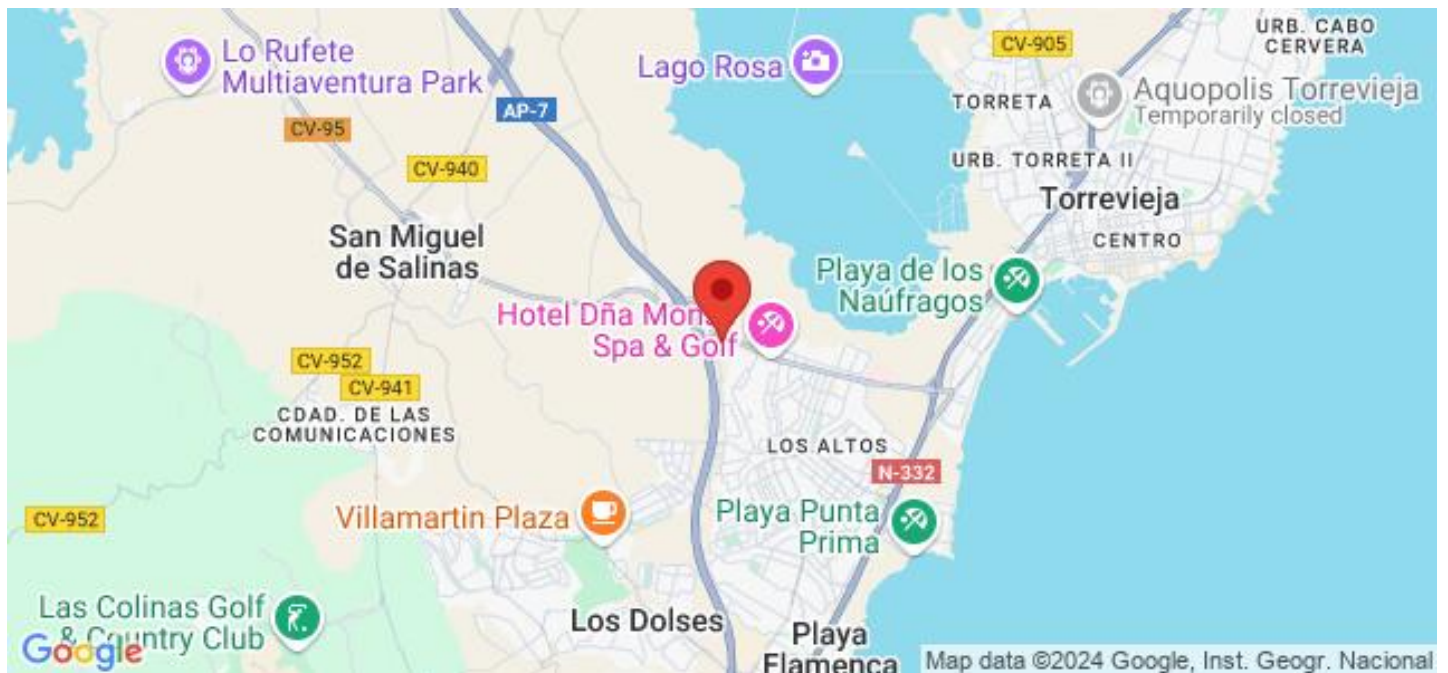 URB. CABO
CERVERA
CV-905
Lo Rufete
Multiaventura Park
Lago Rosa
Aquopolis Torrevieja
Temporarily closed
TORRETA
AP-7
CV-95
CV-940
URB. TORRETA II
Torrevieja
San Miguel
de Salinas
CENTRO
Playa de los
Naúfragos
Hotel Dña Mon
Spa & Golf
CV-952
CV-941
CDAD. DE LAS
COMUNICACIONES
LOS ALTOS
N-332
CV-952
Villamartin Plaza
Playa Punta
Prima
Las Colinas Golf
& Country Club
Los Dolses
Playa
Flamenca
Google
Map data ©2024 Google, Inst. Geogr. Nacional